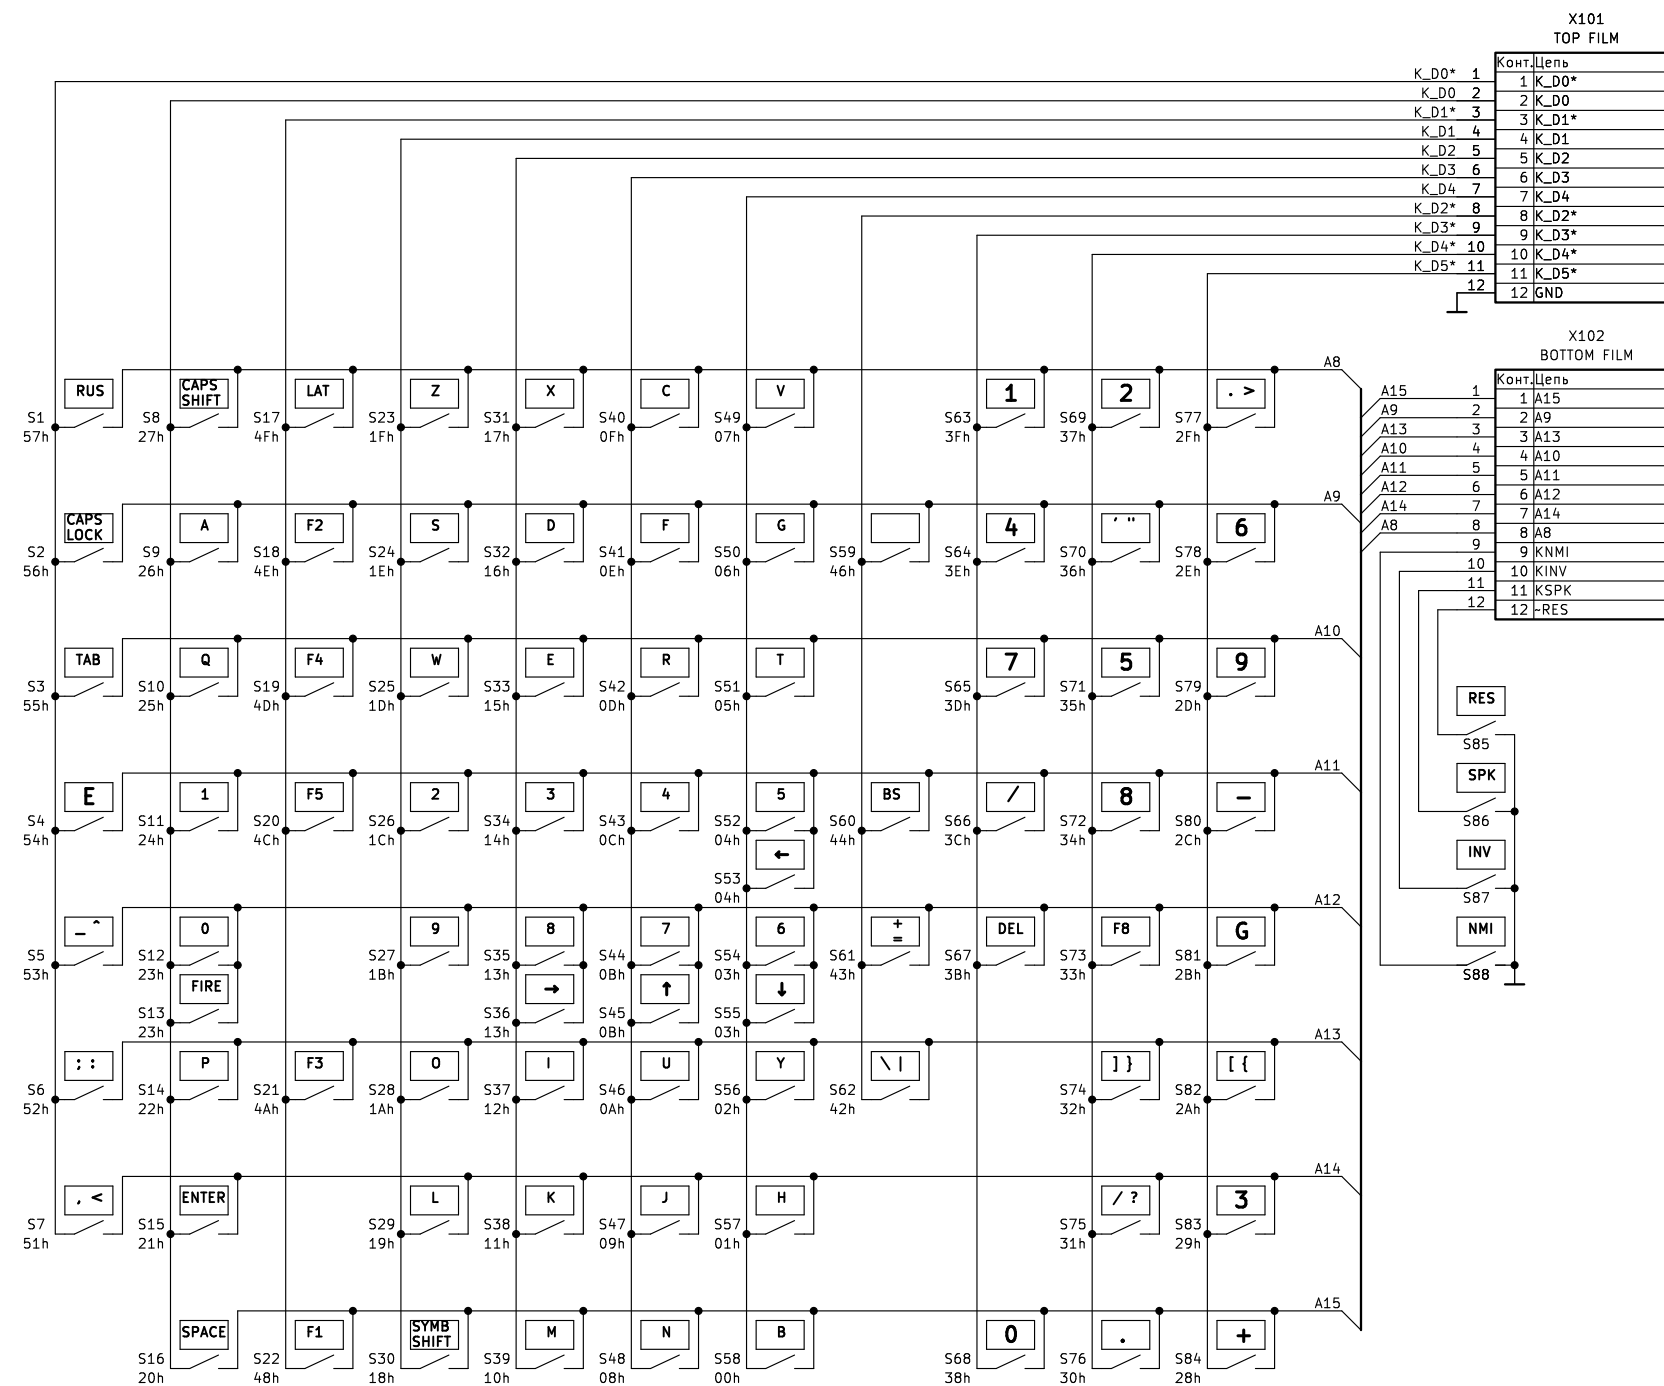 X101
TOP FILM
Конт. Цепь
K_D0* 1 1 K_D0*
K_D0 2 2 K_D0
K_D1* 3 3 K_D1*
K_D1 4 4 K_D1
K_D2 5 5 K_D2
K_D3 6 6 K_D3
K_D4 7 7 K_D4
K_D2* 8 8 K_D2*
K_D3* 9 9 K_D3*
K_D4* 10 10 K_D4*
K_D5* 11 11 K_D5*
12 12 GND
X102
BOTTOM FILM
Конт. Цепь
A15 1 1 A15
A9 2 2 A9
A13 3 3 A13
A10 4 4 A10
A11 5 5 A11
A12 6 6 A12
A14 7 7 A14
A8 8 8 A8
9 9 KNMI
10 10 KINV
11 11 KSPK
12 12 ~RES
A8
RUS CAPS SHIFT LAT Z X C V 1 2 . >
S1 S8 S17 S23 S31 S40 S49 S63 S69 S77
57h 27h 4Fh 1Fh 17h 0Fh 07h 3Fh 37h 2Fh
A9
CAPS LOCK A F2 S D F G 4 ' " 6
S2 S9 S18 S24 S32 S41 S50 S59 S64 S70 S78
56h 26h 4Eh 1Eh 16h 0Eh 06h 46h 3Eh 36h 2Eh
A10
TAB Q F4 W E R T 7 5 9
S3 S10 S19 S25 S33 S42 S51 S65 S71 S79
55h 25h 4Dh 1Dh 15h 0Dh 05h 3Dh 35h 2Dh
A11
E 1 F5 2 3 4 5 BS / 8 −
S4 S11 S20 S26 S34 S43 S52 S60 S66 S72 S80
54h 24h 4Ch 1Ch 14h 0Ch 04h 44h 3Ch 34h 2Ch
←
S53
04h
A12
_ ^ 0 9 8 7 6 + = DEL F8 G
S5 S12 S27 S35 S44 S54 S61 S67 S73 S81
53h 23h 1Bh 13h 0Bh 03h 43h 3Bh 33h 2Bh
FIRE → ↑ ↓
S13 S36 S45 S55
23h 13h 0Bh 03h
A13
; : P F3 O I U Y \ | ] } [ {
S6 S14 S21 S28 S37 S46 S56 S62 S74 S82
52h 22h 4Ah 1Ah 12h 0Ah 02h 42h 32h 2Ah
A14
, < ENTER L K J H / ? 3
S7 S15 S29 S38 S47 S57 S75 S83
51h 21h 19h 11h 09h 01h 31h 29h
A15
SPACE F1 SYMB SHIFT M N B 0 . +
S16 S22 S30 S39 S48 S58 S68 S76 S84
20h 48h 18h 10h 08h 00h 38h 30h 28h
RES
S85
SPK
S86
INV
S87
NMI
S88